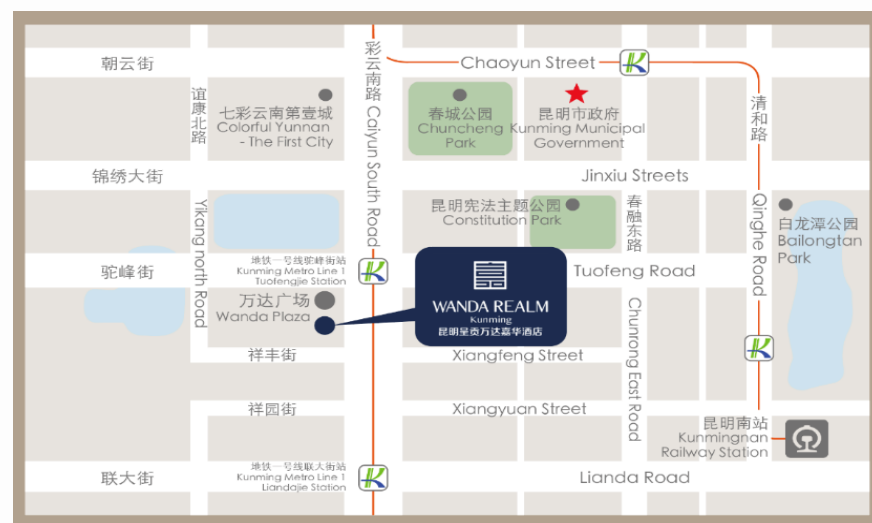 朝云街
彩云南路
Caiyun South Road
Chaoyun Street
谊康北路
七彩云南第壹城
Colorful Yunnan
- The First City
春城公园
Chuncheng
Park
昆明市政府
Kunming Municipal
Government
清和路
锦绣大街
Jinxiu Streets
Yikang north Road
昆明宪法主题公园
Constitution Park
春融东路
Qinghe Road
白龙潭公园
Bailongtan
Park
驼峰街
地铁一号线驼峰街站
Kunming Metro Line 1
Tuofengjie Station
Tuofeng Road
万达广场
Wanda Plaza
WANDA REALM
Kunming
昆明呈贡万达嘉华酒店
Chunrong East Road
祥丰街
Xiangfeng Street
祥园街
Xiangyuan Street
昆明南站
Kunmingnan
Railway Station
联大街
地铁一号线联大街站
Kunming Metro Line 1
Liandajie Station
Lianda Road